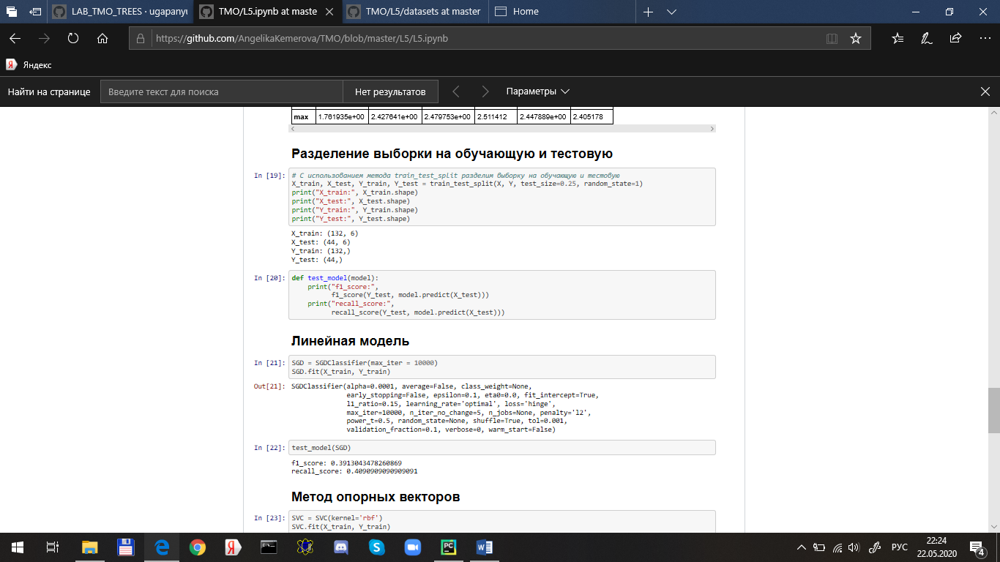 LAB_TMO_TREES · ugapanyu
TMO/L5.ipynb at maste
TMO/L5/datasets at master
Home
https://github.com/AngelikaKemerova/TMO/blob/master/L5/L5.ipynb
Яндекс
Найти на странице
Введите текст для поиска
Нет результатов
Параметры
max 1.761935e+00 2.427641e+00 2.479753e+00 2.511412 2.447889e+00 2.405178
Разделение выборки на обучающую и тестовую
In [19]: # С использованием метода train_test_split разделим выборку на обучающую и тестовую
X_train, X_test, Y_train, Y_test = train_test_split(X, Y, test_size=0.25, random_state=1)
print("X_train:", X_train.shape)
print("X_test:", X_test.shape)
print("Y_train:", Y_train.shape)
print("Y_test:", Y_test.shape)
X_train: (132, 6)
X_test: (44, 6)
Y_train: (132,)
Y_test: (44,)
In [20]: def test_model(model):
print("f1_score:",
f1_score(Y_test, model.predict(X_test)))
print("recall_score:",
recall_score(Y_test, model.predict(X_test)))
Линейная модель
In [21]: SGD = SGDClassifier(max_iter = 10000)
SGD.fit(X_train, Y_train)
Out[21]: SGDClassifier(alpha=0.0001, average=False, class_weight=None,
early_stopping=False, epsilon=0.1, eta0=0.0, fit_intercept=True,
l1_ratio=0.15, learning_rate='optimal', loss='hinge',
max_iter=10000, n_iter_no_change=5, n_jobs=None, penalty='l2',
power_t=0.5, random_state=None, shuffle=True, tol=0.001,
validation_fraction=0.1, verbose=0, warm_start=False)
In [22]: test_model(SGD)
f1_score: 0.3913043478260869
recall_score: 0.4090909090909091
Метод опорных векторов
In [23]: SVC = SVC(kernel='rbf')
SVC.fit(X_train, Y_train)
РУС
22:24
22.05.2020
4